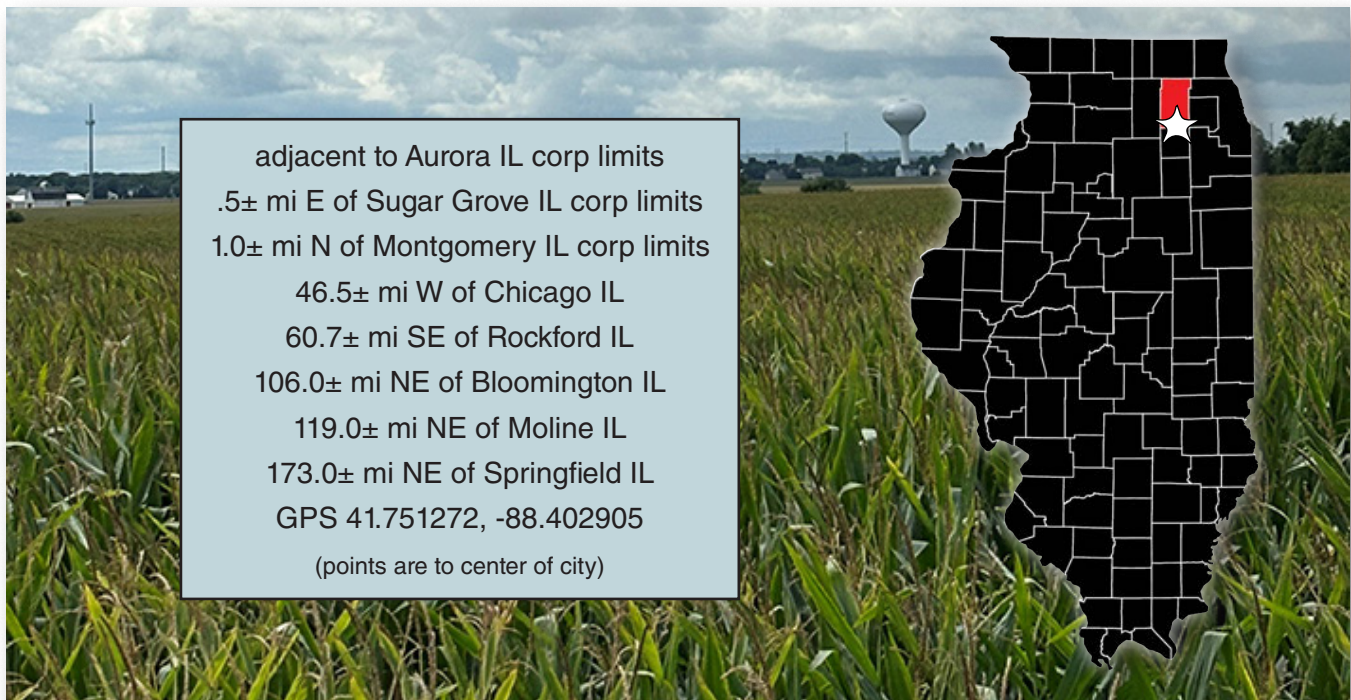 adjacent to Aurora IL corp limits
.5± mi E of Sugar Grove IL corp limits
1.0± mi N of Montgomery IL corp limits
46.5± mi W of Chicago IL
60.7± mi SE of Rockford IL
106.0± mi NE of Bloomington IL
119.0± mi NE of Moline IL
173.0± mi NE of Springfield IL
GPS 41.751272, -88.402905
(points are to center of city)